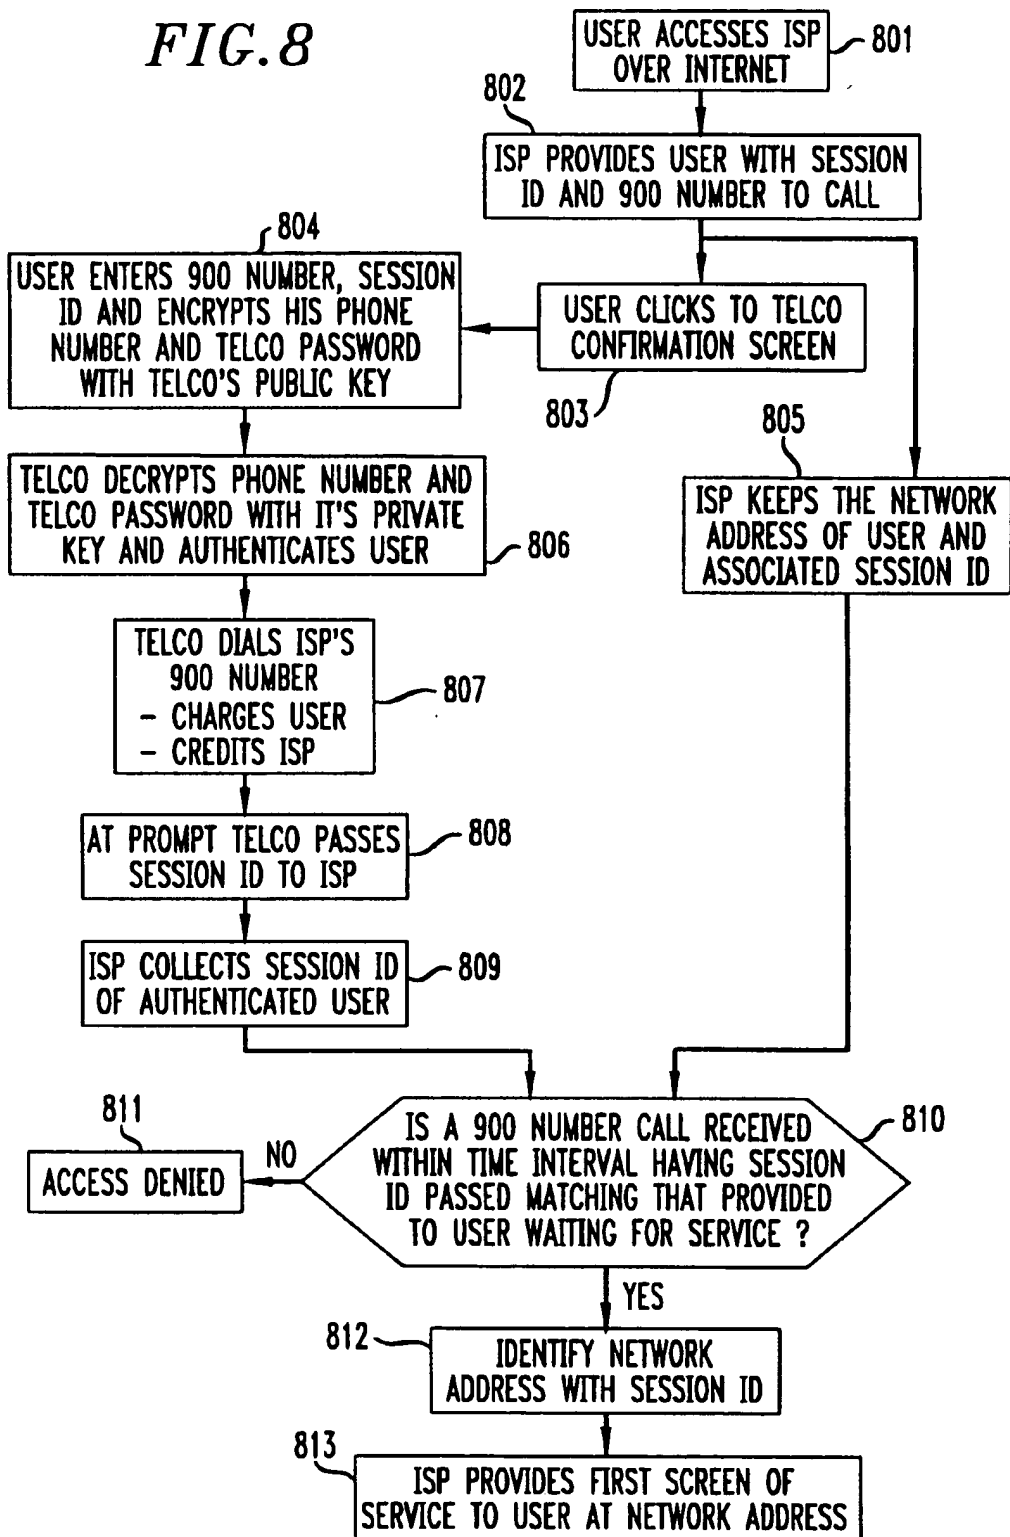 FIG. 8
USER ACCESSES ISP
OVER INTERNET
801
802
ISP PROVIDES USER WITH SESSION
ID AND 900 NUMBER TO CALL
804
USER ENTERS 900 NUMBER, SESSION
ID AND ENCRYPTS HIS PHONE
NUMBER AND TELCO PASSWORD
WITH TELCO'S PUBLIC KEY
USER CLICKS TO TELCO
CONFIRMATION SCREEN
803
805
ISP KEEPS THE NETWORK
ADDRESS OF USER AND
ASSOCIATED SESSION ID
TELCO DECRYPTS PHONE NUMBER AND
TELCO PASSWORD WITH IT'S PRIVATE
KEY AND AUTHENTICATES USER
806
TELCO DIALS ISP'S
900 NUMBER
- CHARGES USER
- CREDITS ISP
807
AT PROMPT TELCO PASSES
SESSION ID TO ISP
808
ISP COLLECTS SESSION ID
OF AUTHENTICATED USER
809
IS A 900 NUMBER CALL RECEIVED
WITHIN TIME INTERVAL HAVING SESSION
ID PASSED MATCHING THAT PROVIDED
TO USER WAITING FOR SERVICE ?
810
811
ACCESS DENIED
NO
YES
812
IDENTIFY NETWORK
ADDRESS WITH SESSION ID
813
ISP PROVIDES FIRST SCREEN OF
SERVICE TO USER AT NETWORK ADDRESS